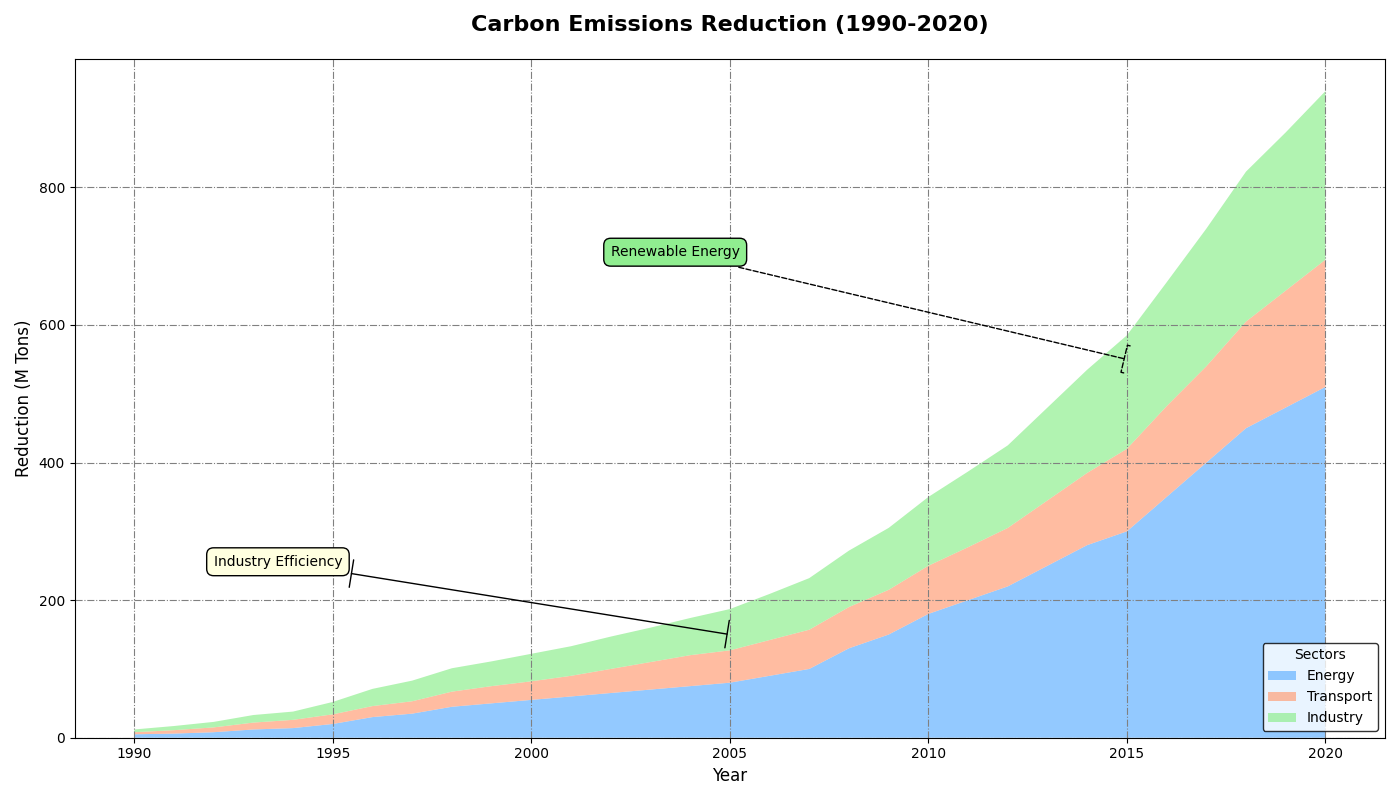 Carbon Emissions Reduction (1990-2020)
Reduction (M Tons)
800
600
400
200
0
Renewable Energy
Industry Efficiency
Sectors
Energy
Transport
Industry
1990 1995 2000 2005 2010 2015 2020
Year